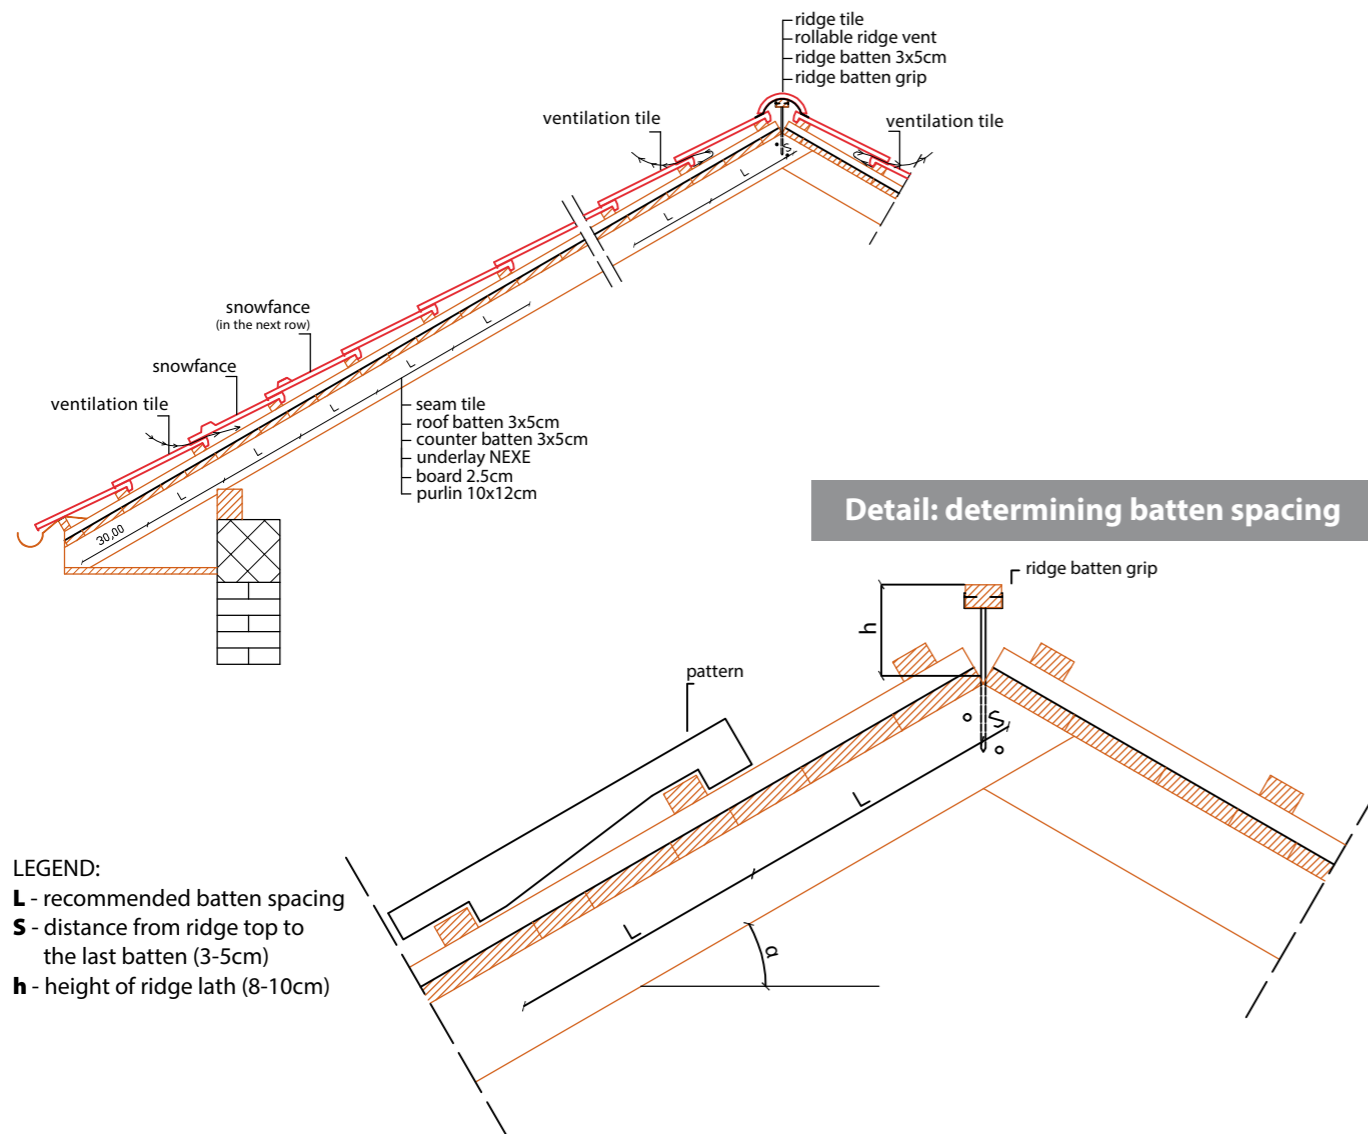 ridge tile
rollable ridge vent
ridge batten 3x5cm
ridge batten grip
ventilation tile
ventilation tile
S
L
L
snowfance
(in the next row)
L
snowfance
L
ventilation tile
L
L
L
30,00
seam tile
roof batten 3x5cm
counter batten 3x5cm
underlay NEXE
board 2.5cm
purlin 10x12cm
Detail: determining batten spacing
ridge batten grip
h
pattern
S
L
L
α
LEGEND:
L - recommended batten spacing
S - distance from ridge top to
the last batten (3-5cm)
h - height of ridge lath (8-10cm)